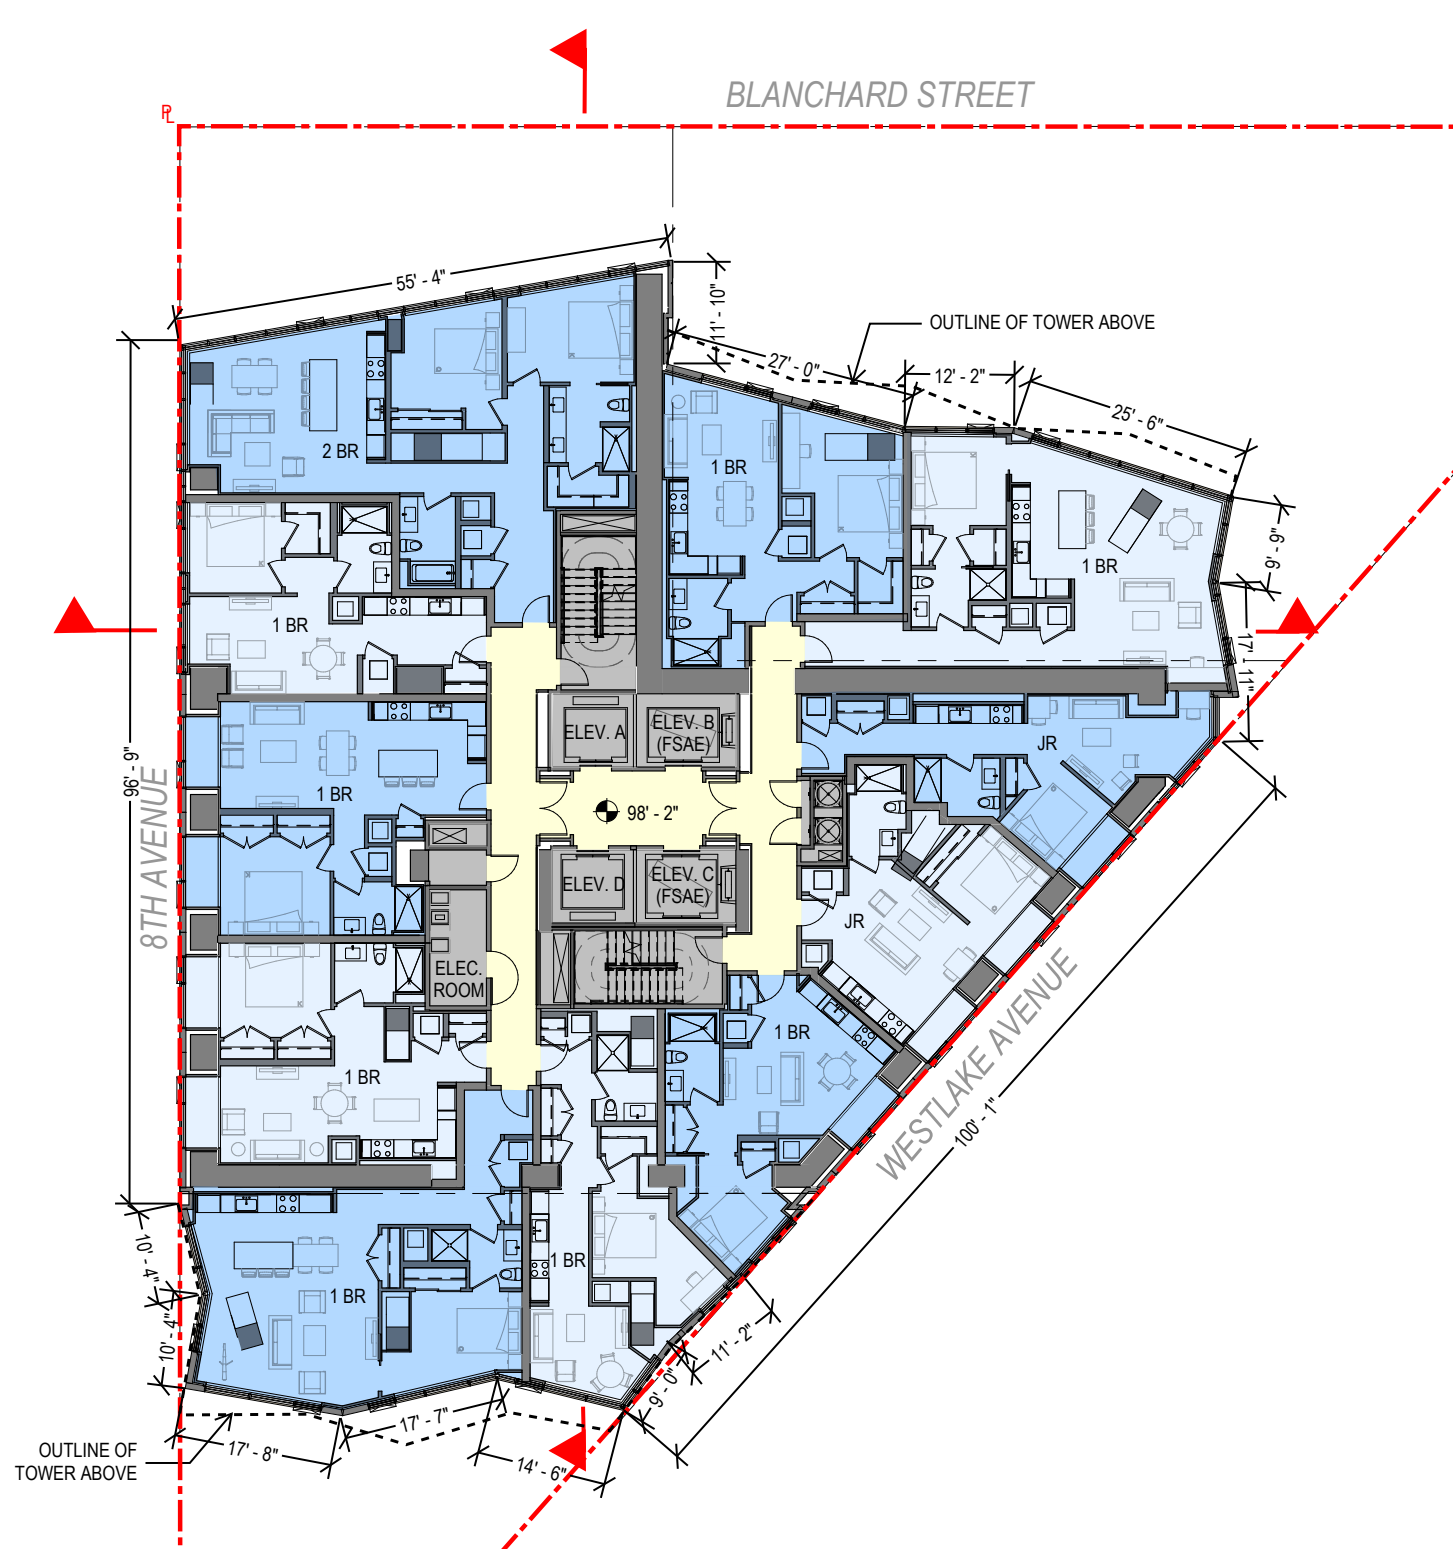 BLANCHARD STREET
PL
55' - 4"
11' - 10"
OUTLINE OF TOWER ABOVE
27' - 0"
12' - 2"
25' - 6"
2 BR
1 BR
9' - 9"
1 BR
1 BR
17' - 11"
ELEV. A
ELEV. B
(FSAE)
JR
96' - 9"
8TH AVENUE
1 BR
98' - 2"
ELEV. D
ELEV. C
(FSAE)
JR
ELEC.
ROOM
WESTLAKE AVENUE
100' - 1"
1 BR
1 BR
10' - 4"
1 BR
1 BR
10' - 4"
11' - 2"
9' - 0"
17' - 7"
17' - 8"
14' - 6"
OUTLINE OF
TOWER ABOVE